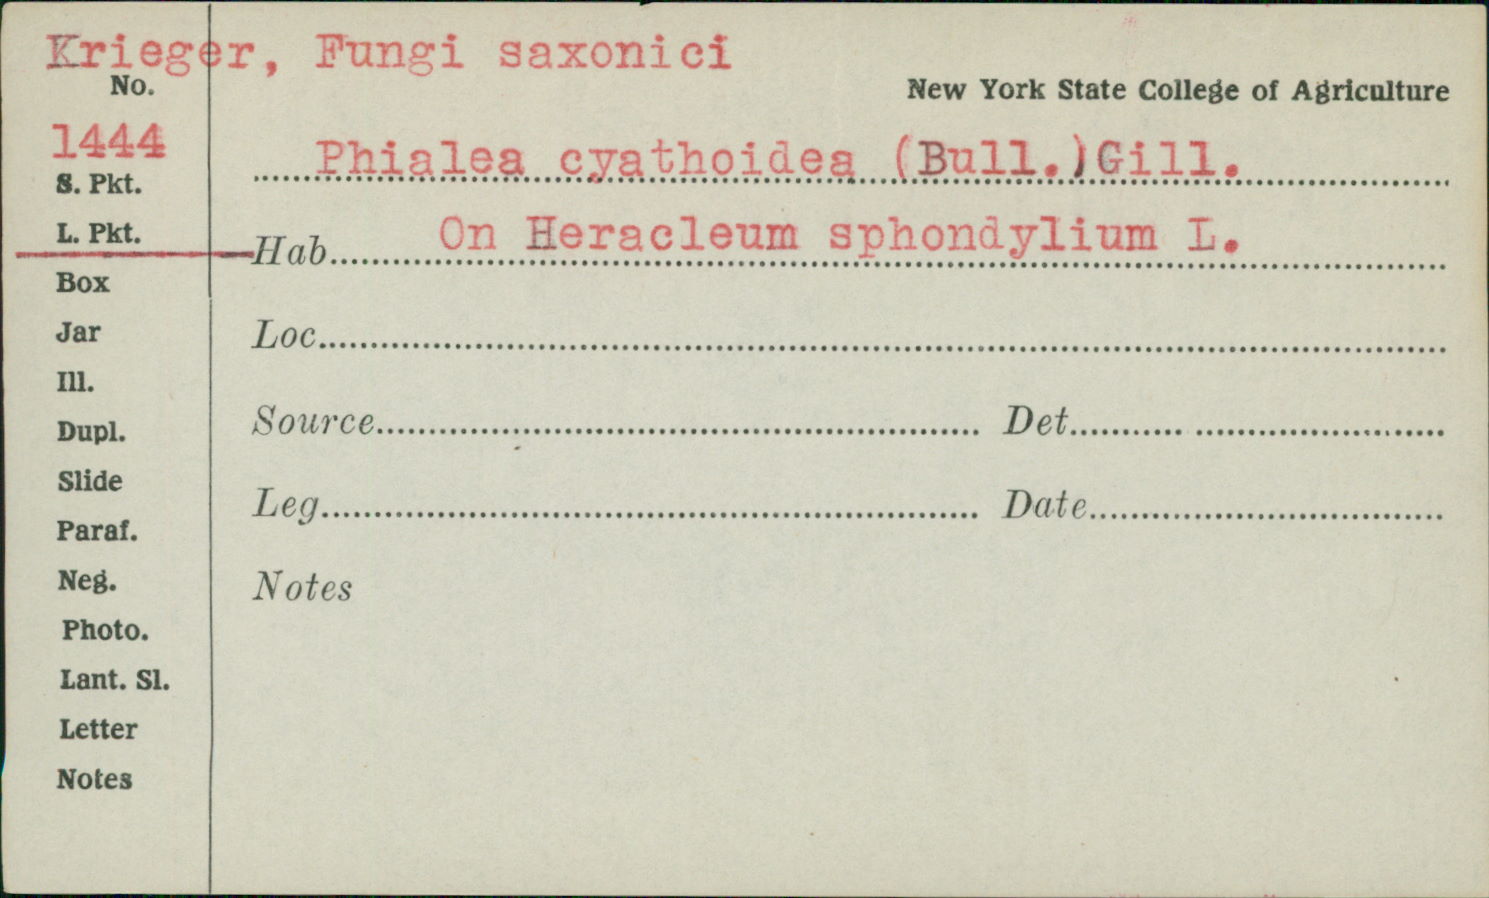 Krieger, Fungi saxonici
No.
New York State College of Agriculture
1444
Phialea cyathoidea (Bull.)Gill.
S. Pkt.
L. Pkt.
Hab. On Heracleum sphondylium L.
Box
Jar
Loc.
Ill.
Dupl.
Source Det.
Slide
Leg. Date
Paraf.
Neg.
Notes
Photo.
Lant. Sl.
Letter
Notes